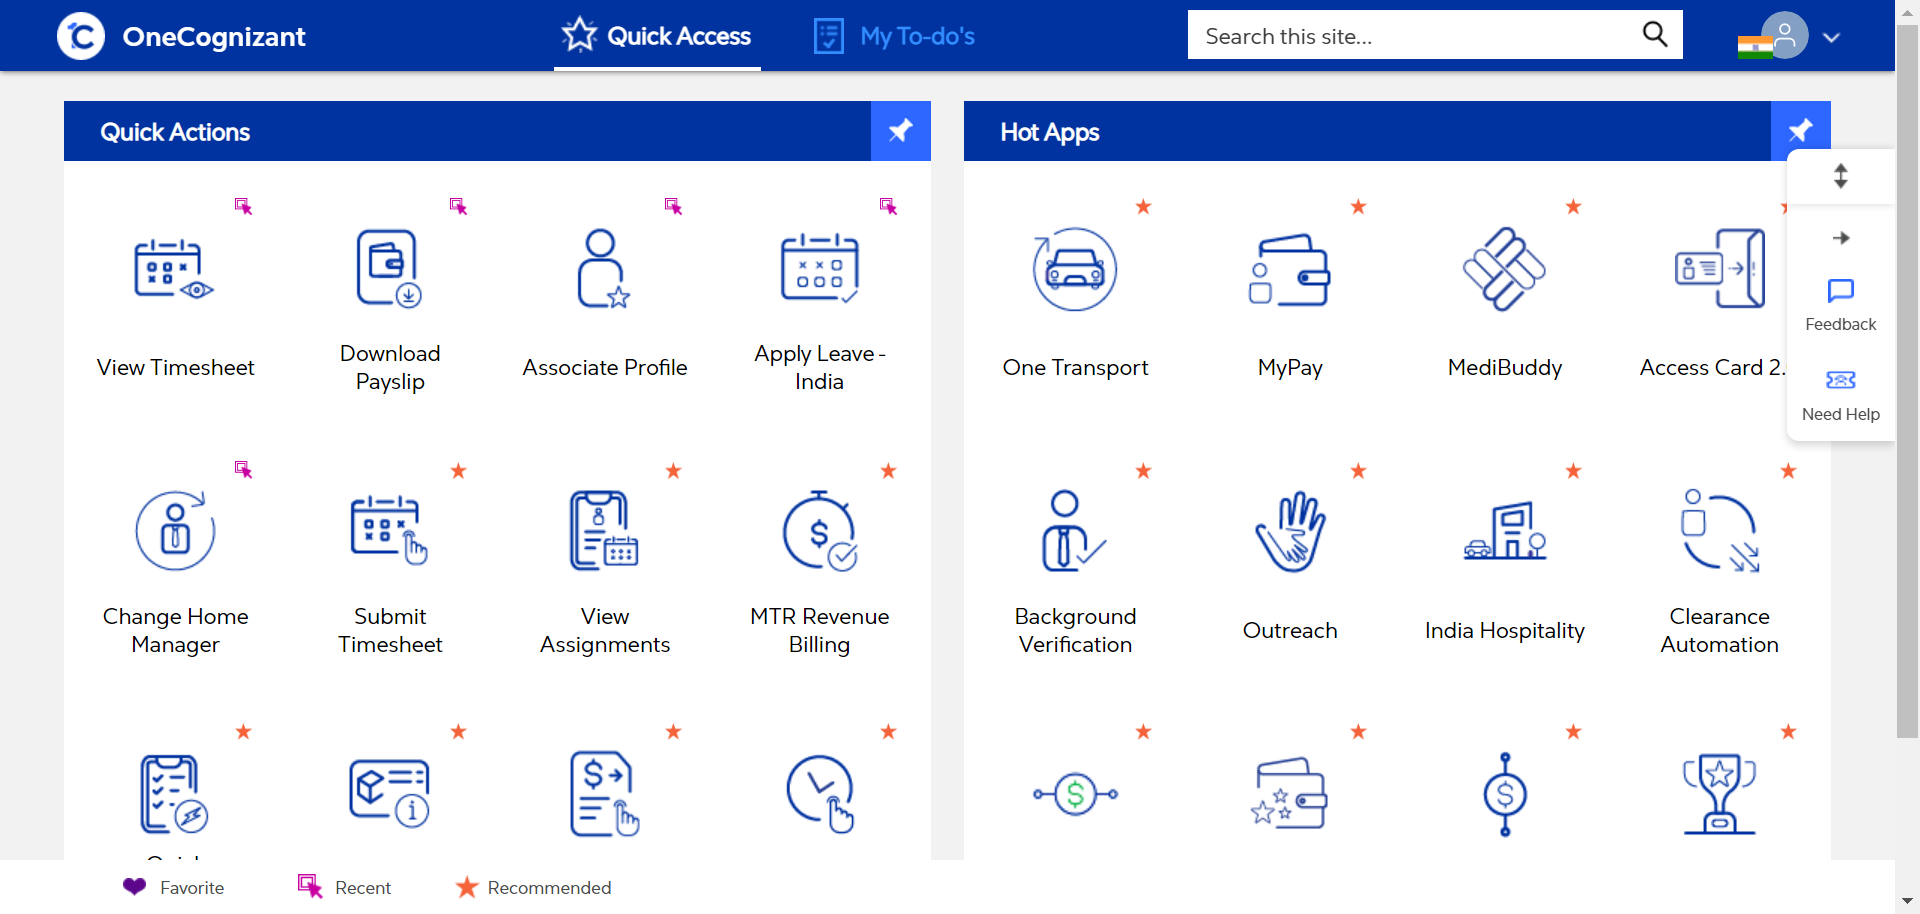 OneCognizant
Quick Access
My To-do's
Search this site...
Quick Actions
Hot Apps
View Timesheet
Download
Payslip
Associate Profile
Apply Leave -
India
One Transport
MyPay
MediBuddy
Access Card 2.
Feedback
Need Help
Change Home
Manager
Submit
Timesheet
View
Assignments
MTR Revenue
Billing
Background
Verification
Outreach
India Hospitality
Clearance
Automation
Favorite
Recent
Recommended